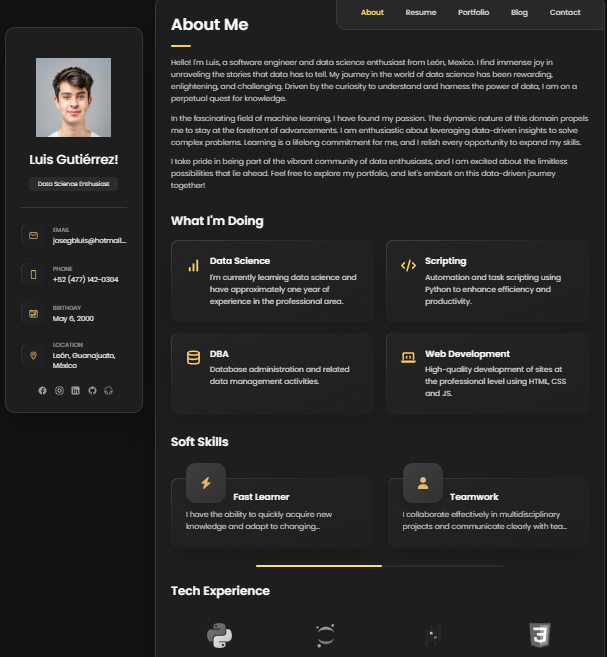 About
Resume
Portfolio
Blog
Contact
Luis Gutiérrez!
Data Science Enthusiast
EMAIL
josegbluis@hotmail...
PHONE
+52 (477) 142-0304
BIRTHDAY
May 6, 2000
LOCATION
León, Guanajuato,
México
About Me
Hello! I'm Luis, a software engineer and data science enthusiast from León, Mexico. I find immense joy in
unraveling the stories that data has to tell. My journey in the world of data science has been rewarding,
enlightening, and challenging. Driven by the curiosity to understand and harness the power of data, I am on a
perpetual quest for knowledge.
In the fascinating field of machine learning, I have found my passion. The dynamic nature of this domain propels
me to stay at the forefront of advancements. I am enthusiastic about leveraging data-driven insights to solve
complex problems. Learning is a lifelong commitment for me, and I relish every opportunity to expand my skills.
I take pride in being part of the vibrant community of data enthusiasts, and I am excited about the limitless
possibilities that lie ahead. Feel free to explore my portfolio, and let's embark on this data-driven journey
together!
What I'm Doing
Data Science
I'm currently learning data science and
have approximately one year of
experience in the professional area.
Scripting
Automation and task scripting using
Python to enhance efficiency and
productivity.
DBA
Database administration and related
data management activities.
Web Development
High-quality development of sites at
the professional level using HTML, CSS
and JS.
Soft Skills
Fast Learner
I have the ability to quickly acquire new
knowledge and adapt to changing...
Teamwork
I collaborate effectively in multidisciplinary
projects and communicate clearly with tea...
Tech Experience